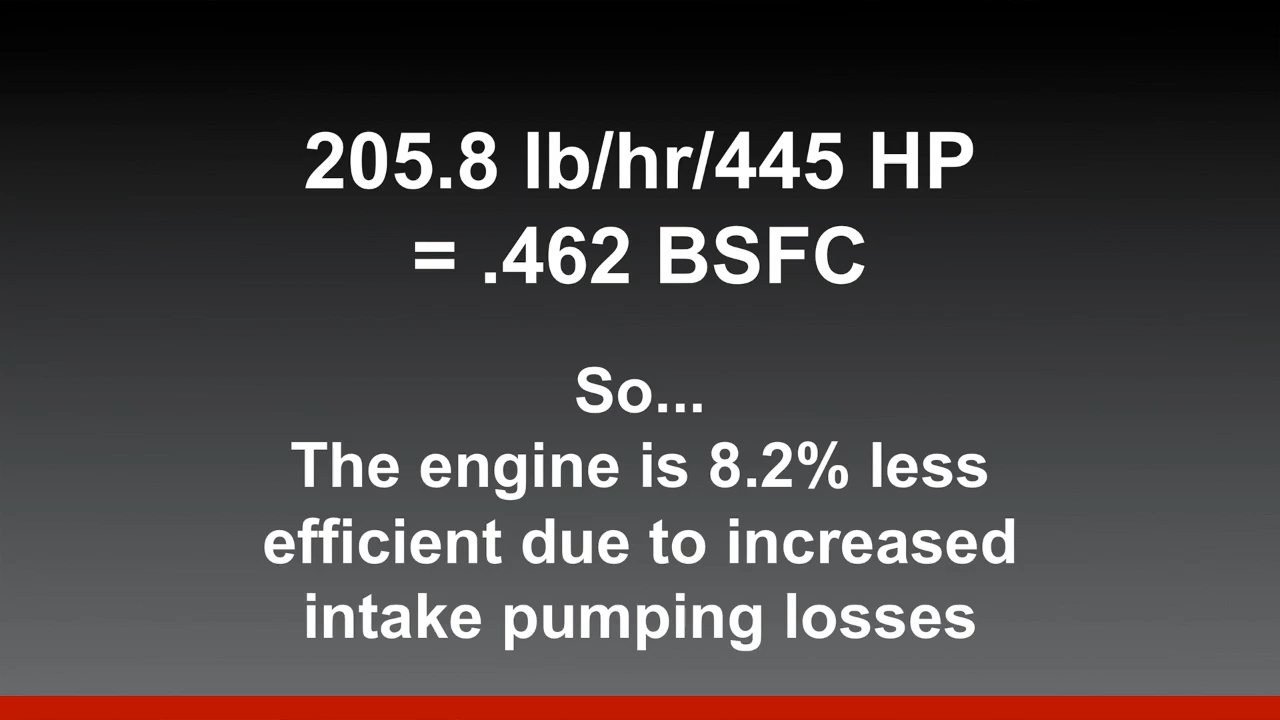 205.8 lb/hr/445 HP
= .462 BSFC
So...
The engine is 8.2% less
efficient due to increased
intake pumping losses